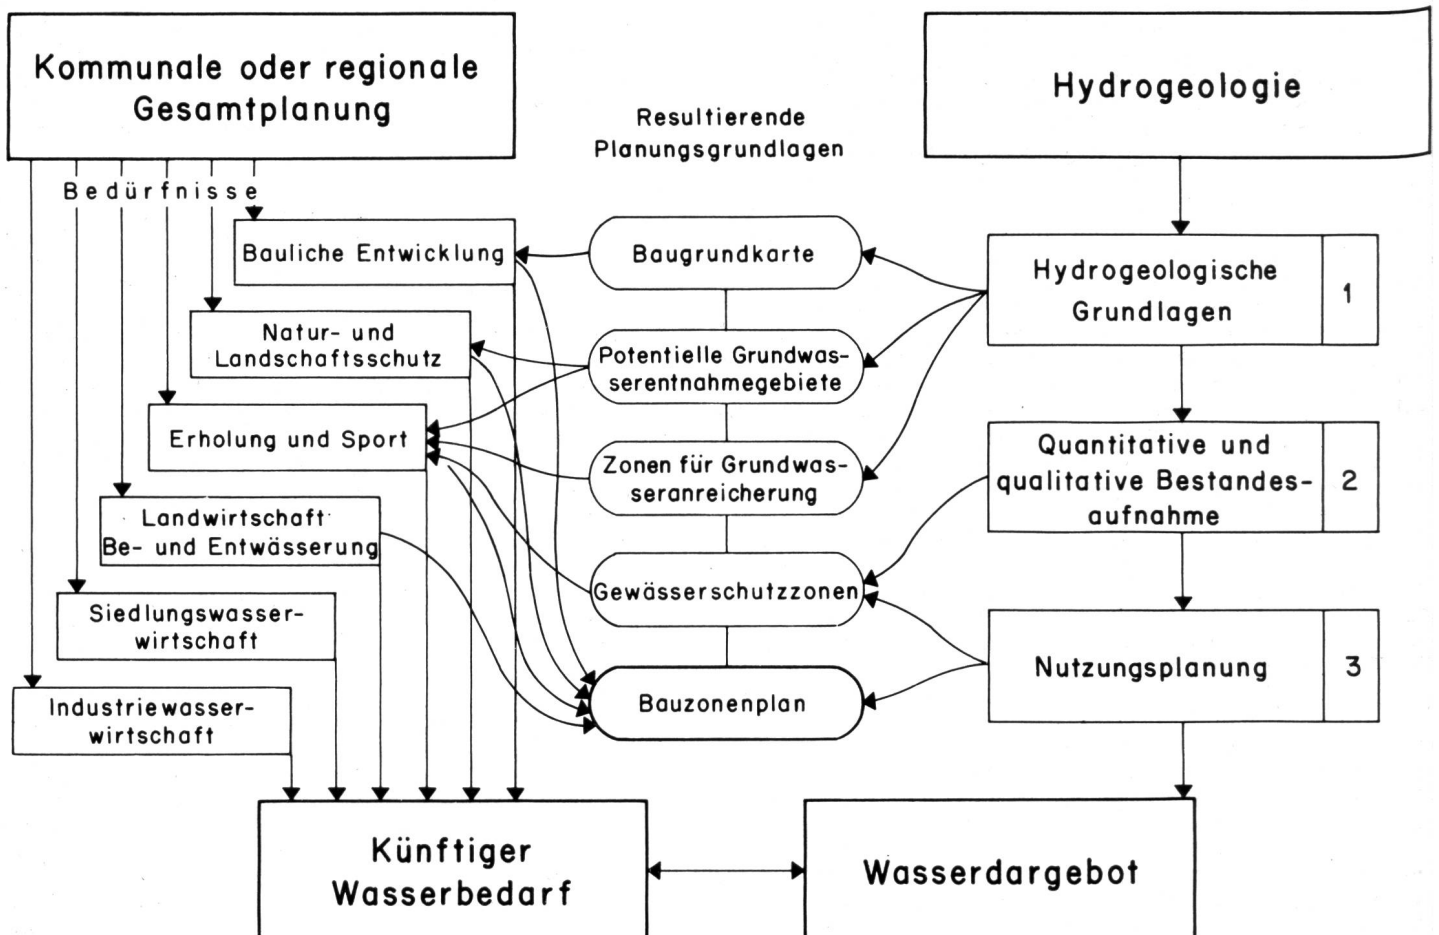 Kommunale oder regionale
Gesamtplanung
Bedürfnisse
Bauliche Entwicklung
Natur- und
Landschaftsschutz
Erholung und Sport
Landwirtschaft
Be- und Entwässerung
Siedlungswasser-
wirtschaft
Industriewasser-
wirtschaft
Künftiger
Wasserbedarf
Resultierende
Planungsgrundlagen
Baugrundkarte
Potentielle Grundwas-
serentnahmegebiete
Zonen für Grundwas-
seranreicherung
Gewässerschutzzonen
Bauzonenplan
Hydrogeologie
Hydrogeologische
Grundlagen
1
Quantitative und
qualitative Bestandes-
aufnahme
2
Nutzungsplanung
3
Wasserdargebot